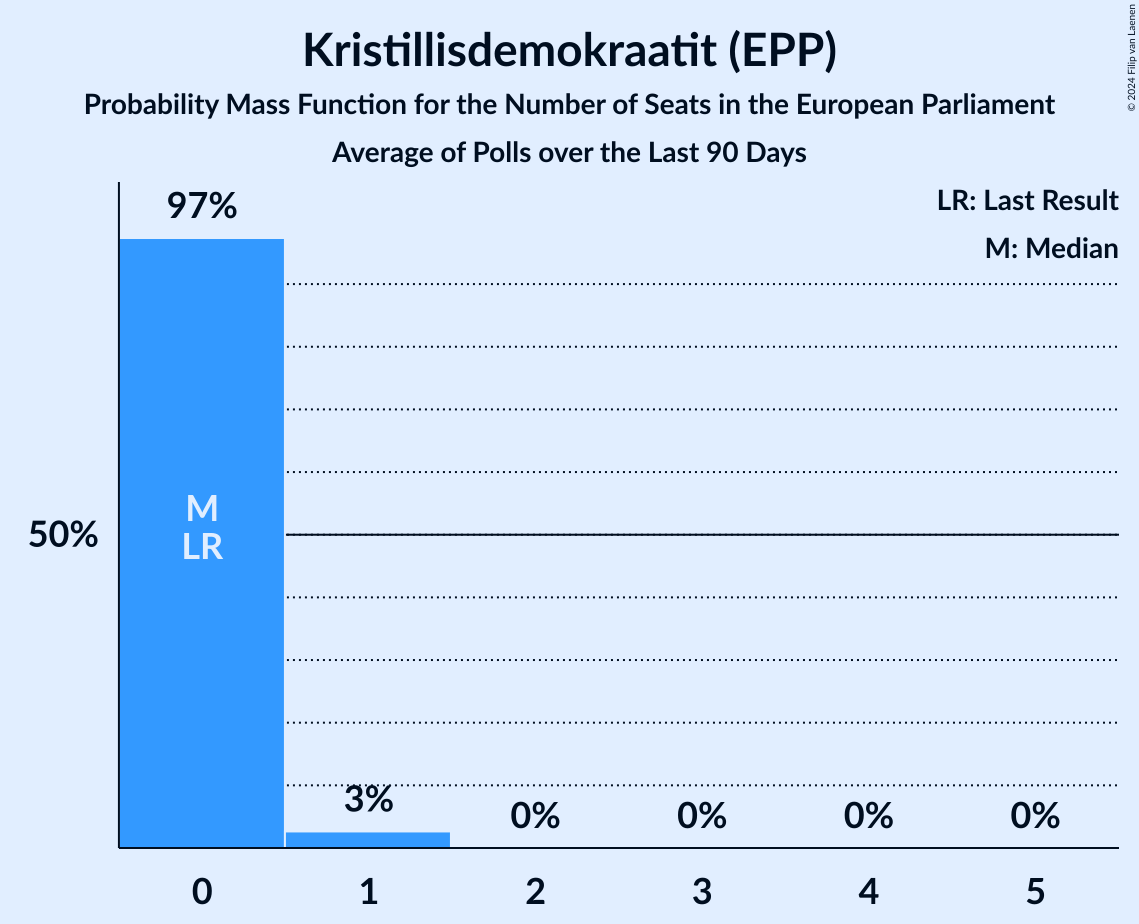 Kristillisdemokraatit (EPP)
Probability Mass Function for the Number of Seats in the European Parliament
Average of Polls over the Last 90 Days
© 2024 Filip van Laenen
LR: Last Result
M: Median
97%
M
LR
50%
3%
0%
0%
0%
0%
0
1
2
3
4
5